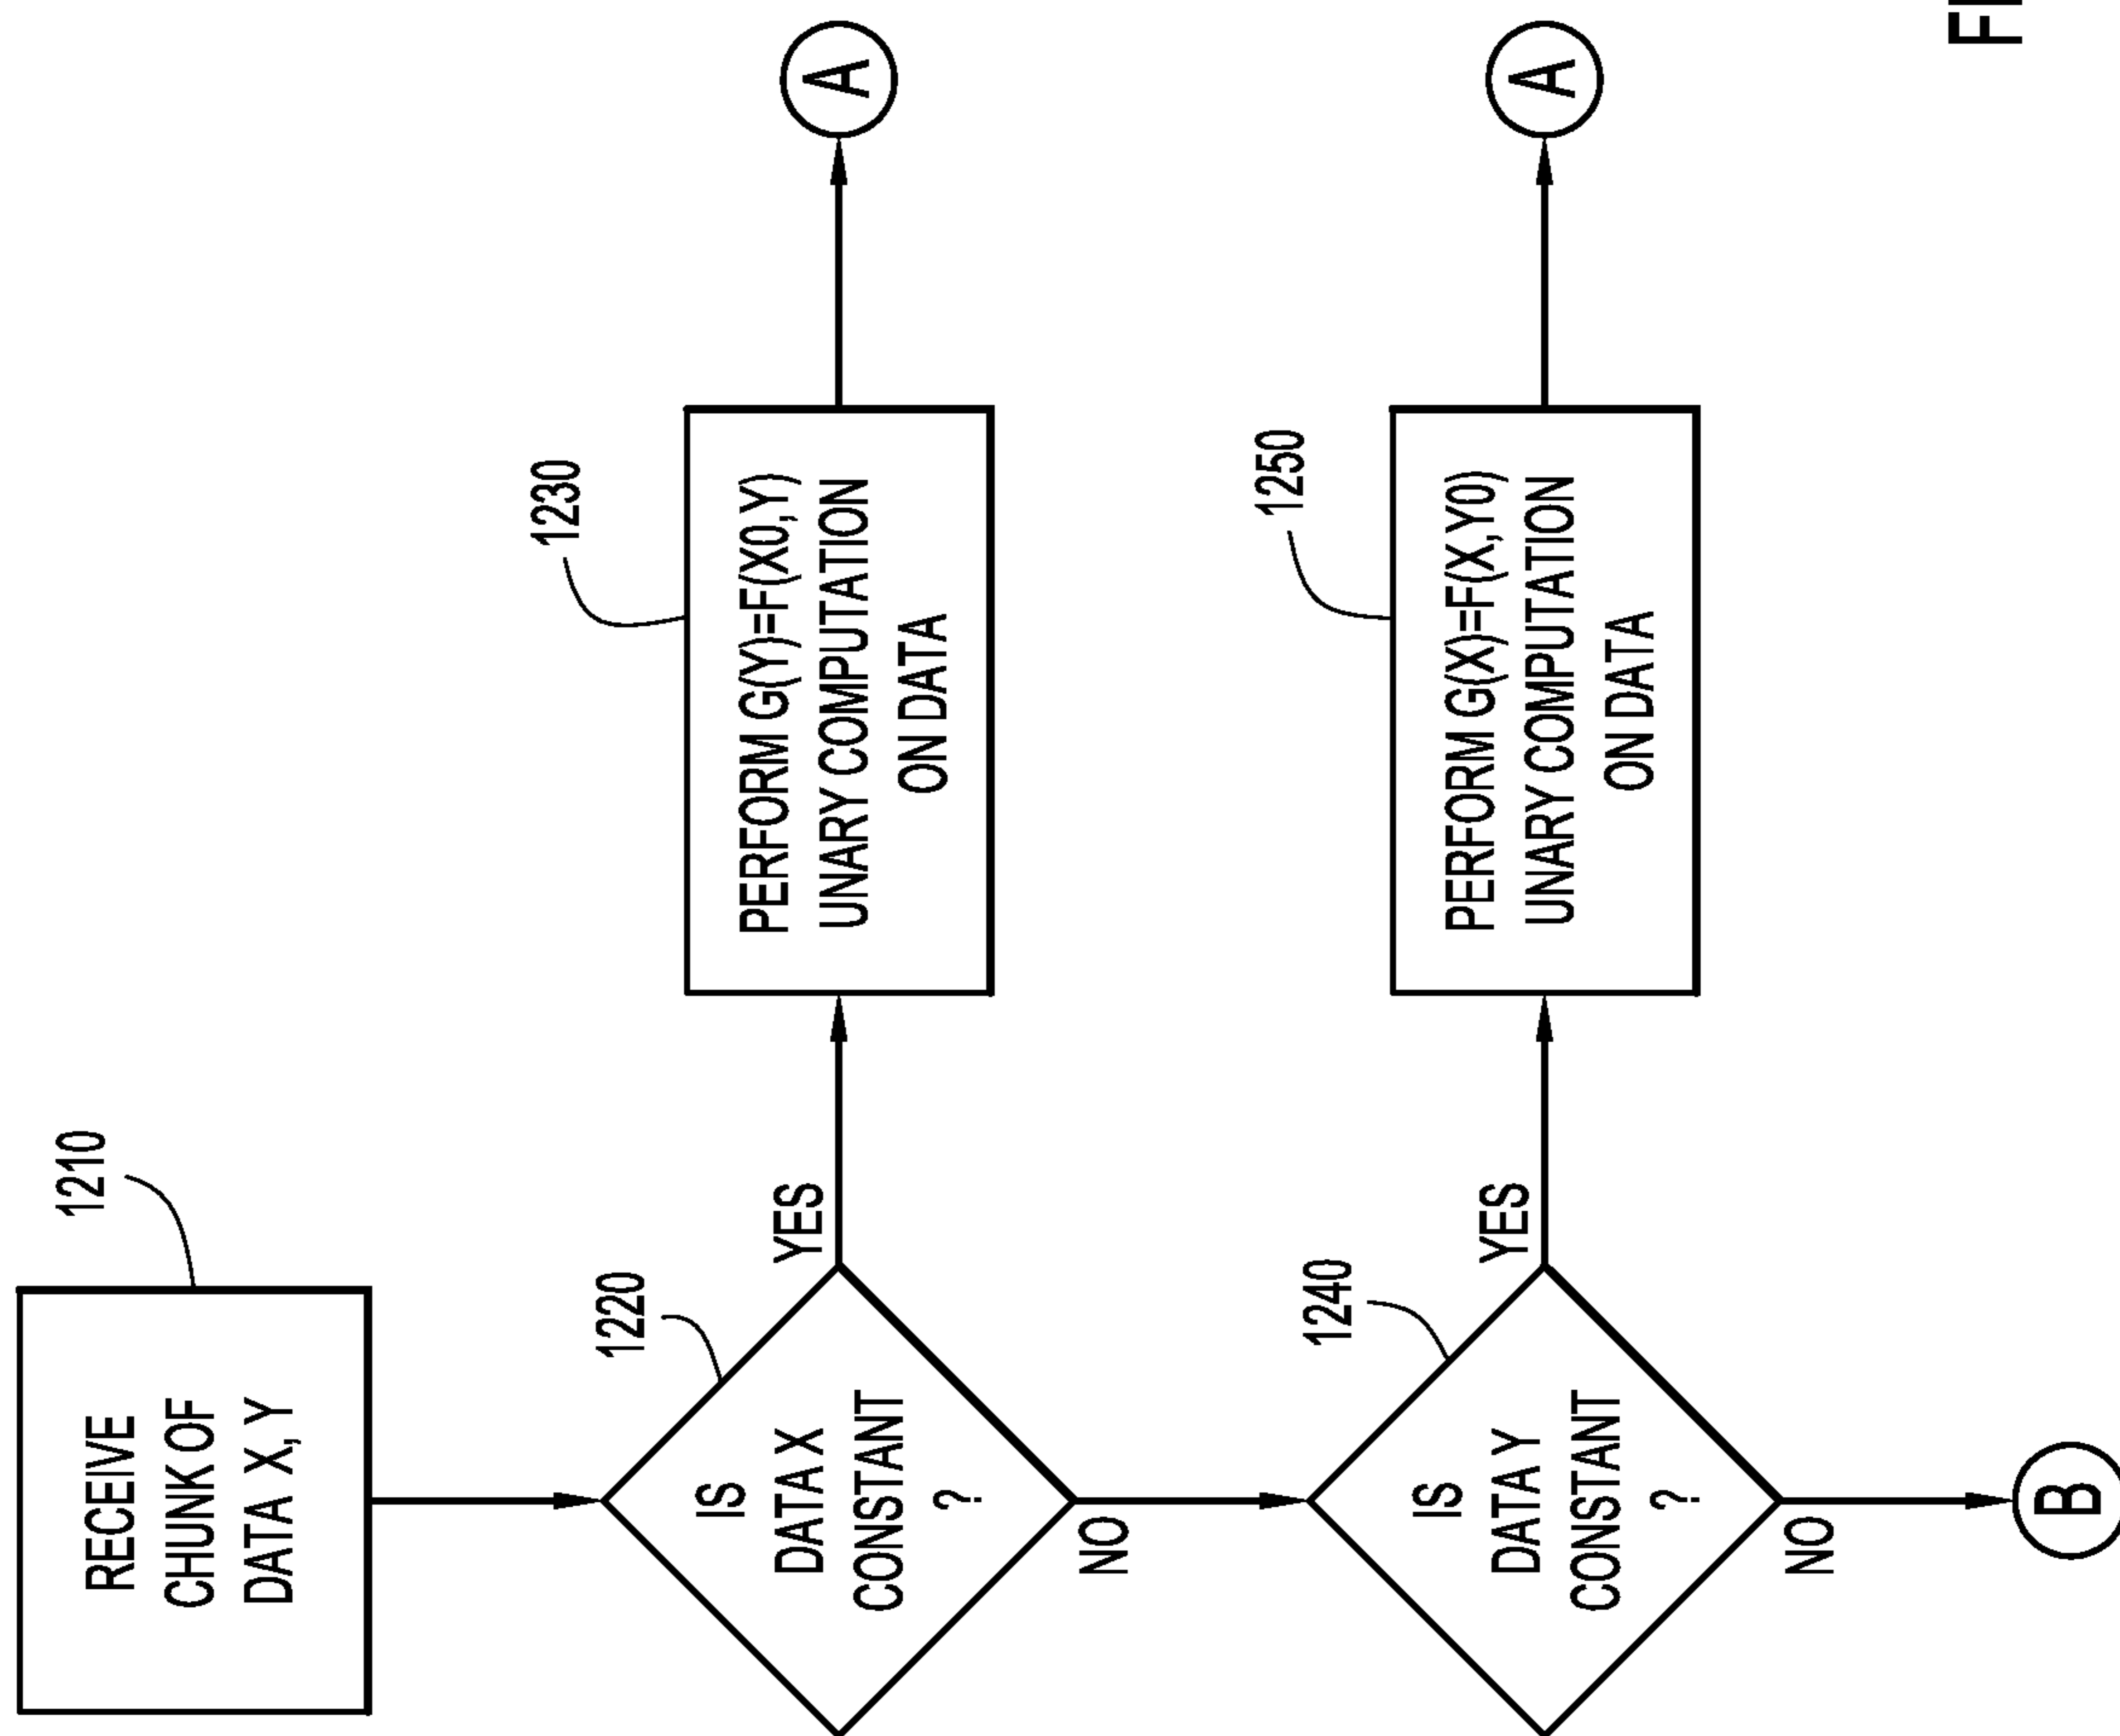 1210
RECEIVE
CHUNK OF
DATA X,Y
1220
IS
DATA X
CONSTANT
?
YES
1230
PERFORM G(Y)=F(X0,Y)
UNARY COMPUTATION
ON DATA
A
NO
1240
IS
DATA Y
CONSTANT
?
YES
1250
PERFORM G(X)=F(X,Y0)
UNARY COMPUTATION
ON DATA
A
NO
B